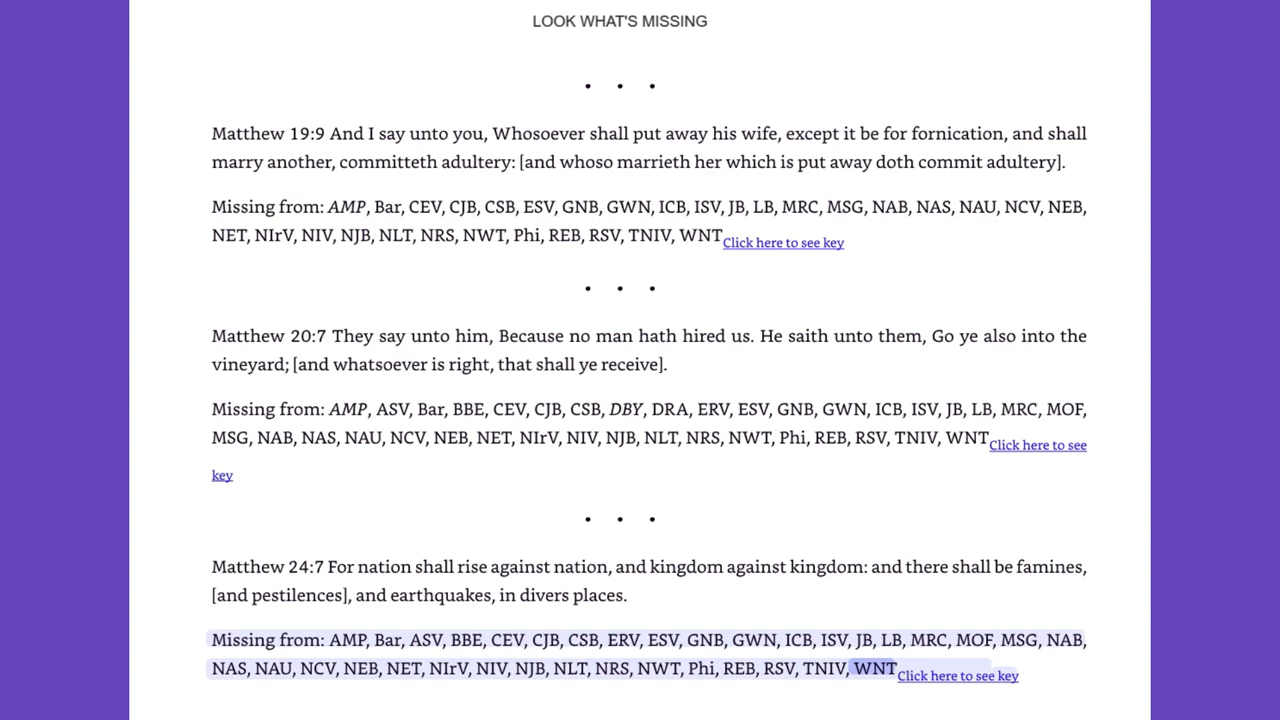 LOOK WHAT'S MISSING
Matthew 19:9 And I say unto you, Whosoever shall put away his wife, except it be for fornication, and shall
marry another, committeth adultery: [and whoso marrieth her which is put away doth commit adultery].
Missing from: AMP, Bar, CEV, CJB, CSB, ESV, GNB, GWN, ICB, ISV, JB, LB, MRC, MSG, NAB, NAS, NAU, NCV, NEB,
NET, NIrV, NIV, NJB, NLT, NRS, NWT, Phi, REB, RSV, TNIV, WNT Click here to see key
Matthew 20:7 They say unto him, Because no man hath hired us. He saith unto them, Go ye also into the
vineyard; [and whatsoever is right, that shall ye receive].
Missing from: AMP, ASV, Bar, BBE, CEV, CJB, CSB, DBY, DRA, ERV, ESV, GNB, GWN, ICB, ISV, JB, LB, MRC, MOF,
MSG, NAB, NAS, NAU, NCV, NEB, NET, NIrV, NIV, NJB, NLT, NRS, NWT, Phi, REB, RSV, TNIV, WNT Click here to see
key
Matthew 24:7 For nation shall rise against nation, and kingdom against kingdom: and there shall be famines,
[and pestilences], and earthquakes, in divers places.
Missing from: AMP, Bar, ASV, BBE, CEV, CJB, CSB, ERV, ESV, GNB, GWN, ICB, ISV, JB, LB, MRC, MOF, MSG, NAB,
NAS, NAU, NCV, NEB, NET, NIrV, NIV, NJB, NLT, NRS, NWT, Phi, REB, RSV, TNIV, WNT Click here to see key